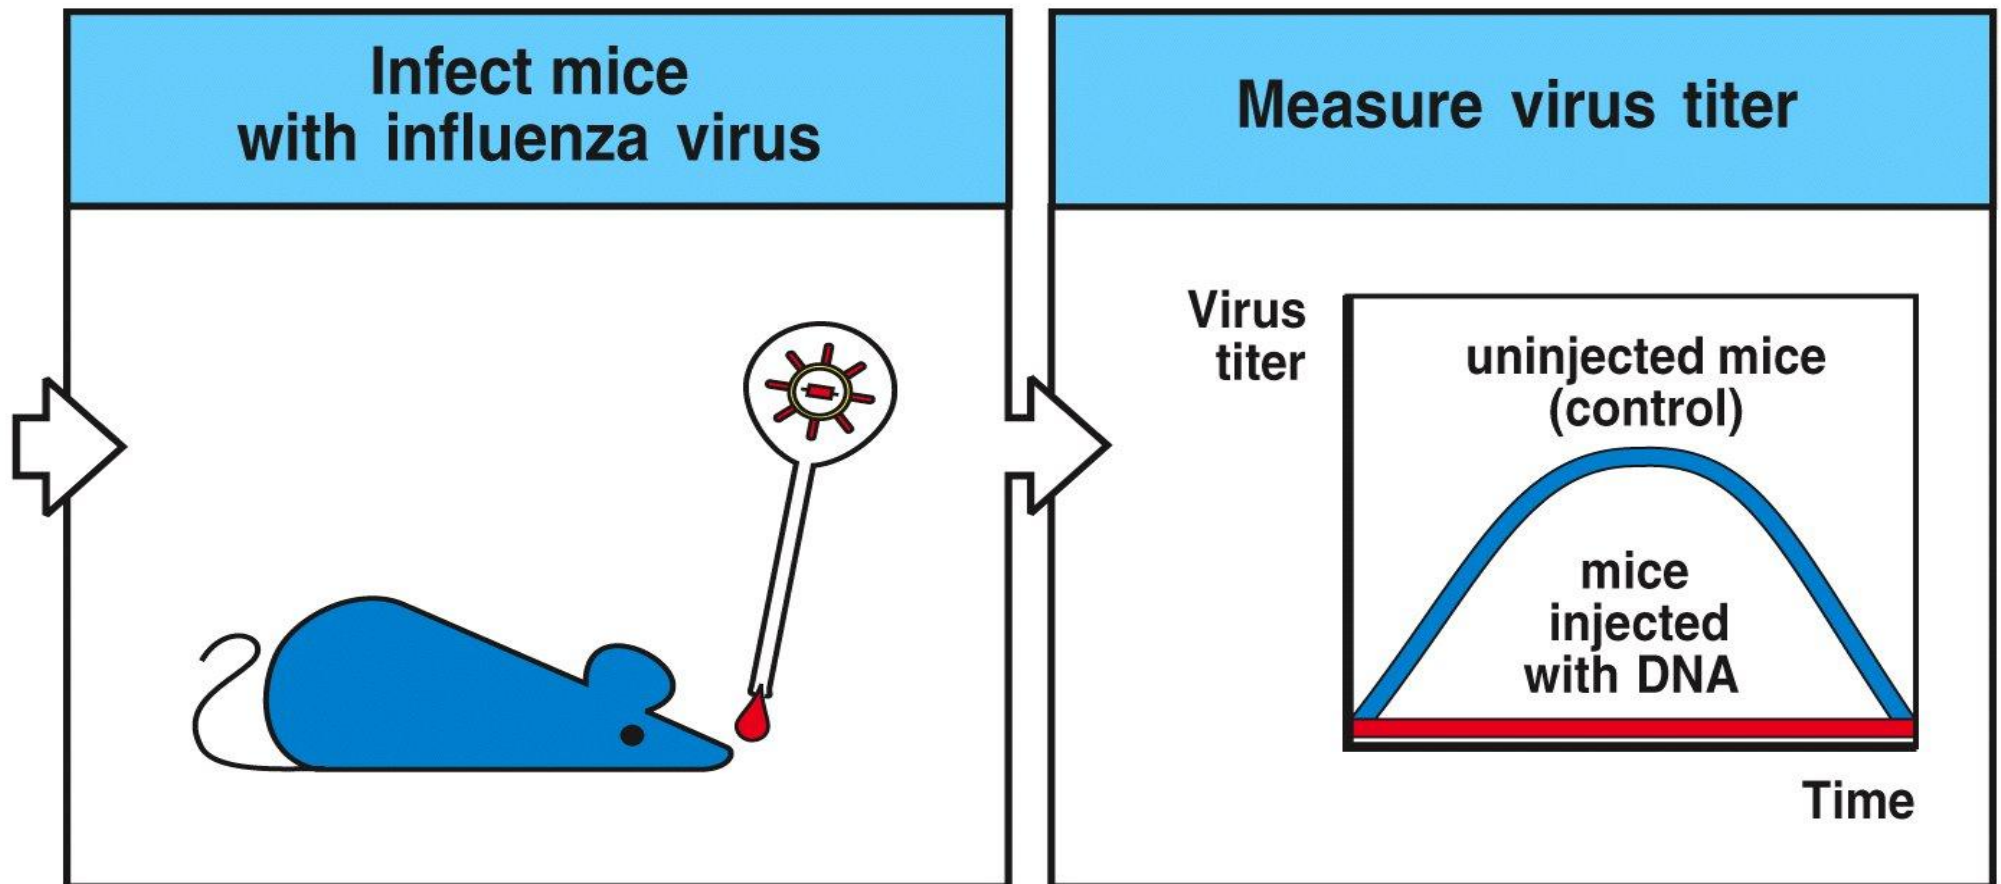 Infect mice
with influenza virus
Measure virus titer
Virus
titer
uninjected mice
(control)
mice
injected
with DNA
Time